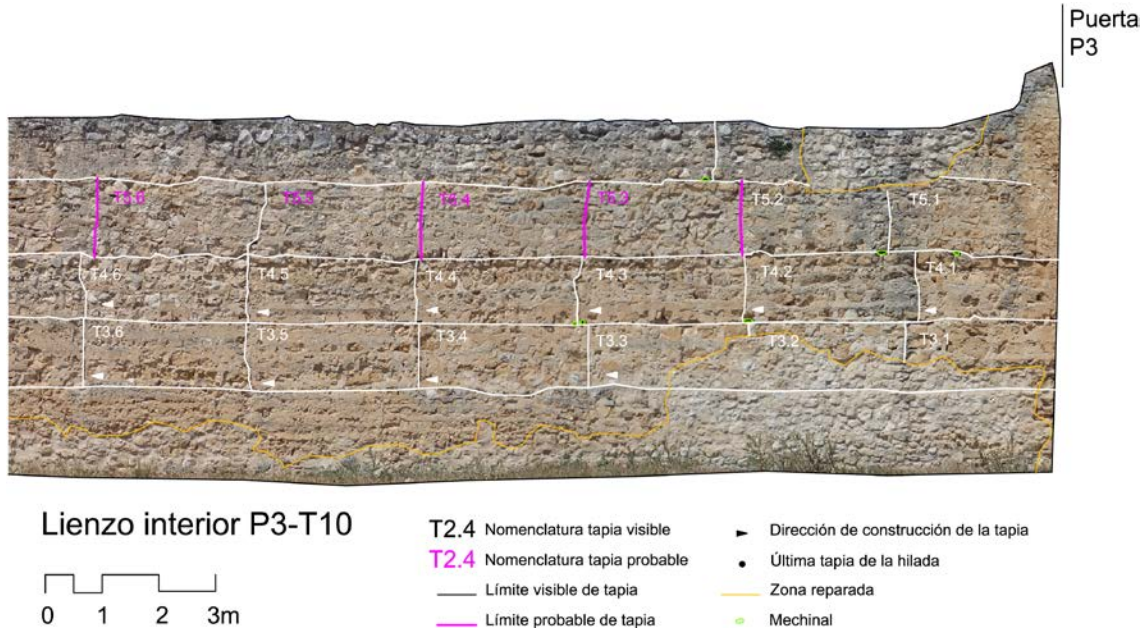 Puerta
P3
T5.6 T5.5 T5.4 T5.3 T5.2 T5.1
T4.6 T4.5 T4.4 T4.3 T4.2 T4.1
T3.6 T3.5 T3.4 T3.3 T3.2 T3.1
Lienzo interior P3-T10
0 1 2 3m
T2.4 Nomenclatura tapia visible
T2.4 Nomenclatura tapia probable
Límite visible de tapia
Límite probable de tapia
Dirección de construcción de la tapia
Última tapia de la hilada
Zona reparada
Mechinal